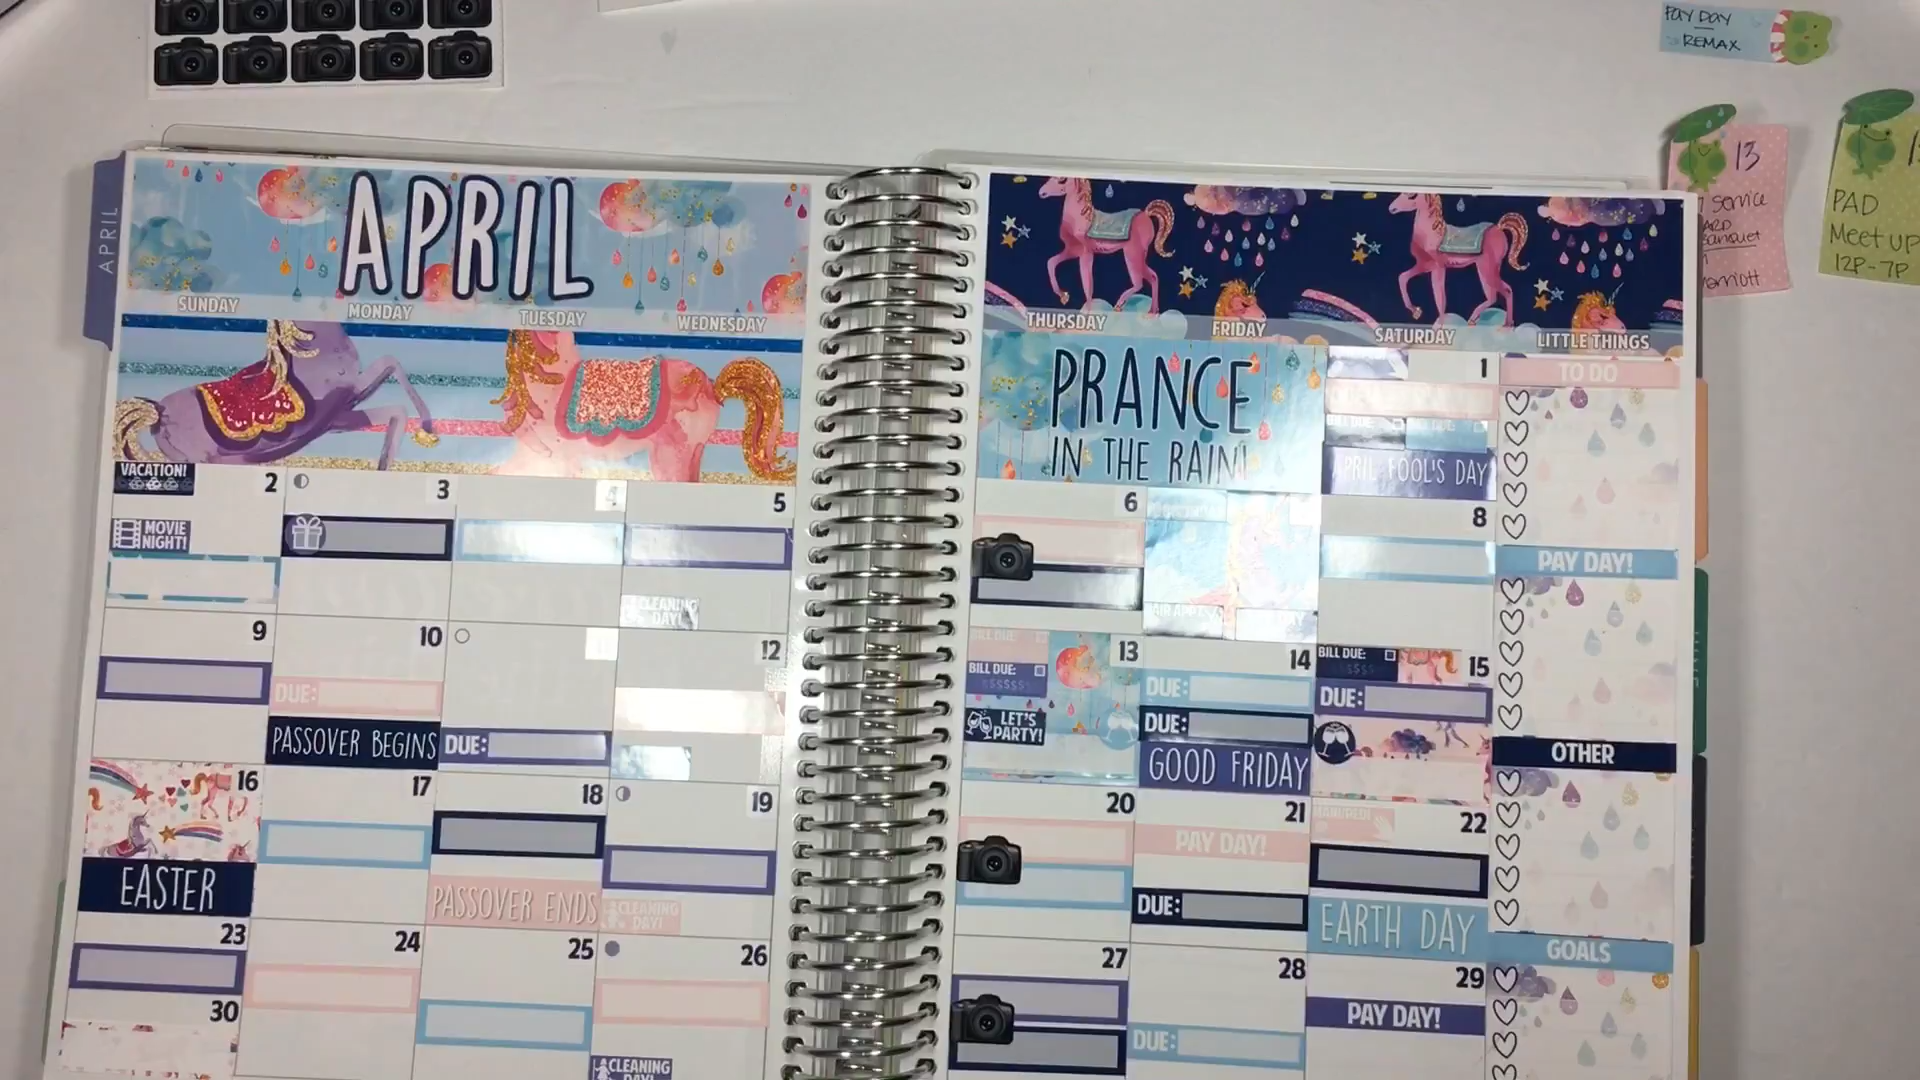 PAY DAY
REMAX
13
Service
Banquet
Marriott
PAD
Meet up
12P-7P
APRIL
APRIL
SUNDAY MONDAY TUESDAY WEDNESDAY
THURSDAY FRIDAY SATURDAY LITTLE THINGS
PRANCE
IN THE RAIN!
1
BILL DUE:
APRIL FOOL'S DAY
TO DO
VACATION!
2 3 4 5
MOVIE
NIGHT!
CLEANING
DAY!
6
8
PAY DAY!
9 10 12
DUE:
PASSOVER BEGINS
DUE:
BILL DUE:
13 14 15
BILL DUE:
$$$$$$
LET'S
PARTY!
DUE:
DUE:
GOOD FRIDAY
BILL DUE:
$$$$$
DUE:
OTHER
16 17 18 19
EASTER
PASSOVER ENDS
CLEANING
DAY!
20 21 22
PAY DAY!
DUE:
EARTH DAY
GOALS
23 24 25 26
30
CLEANING
DAY!
27 28 29
DUE:
PAY DAY!